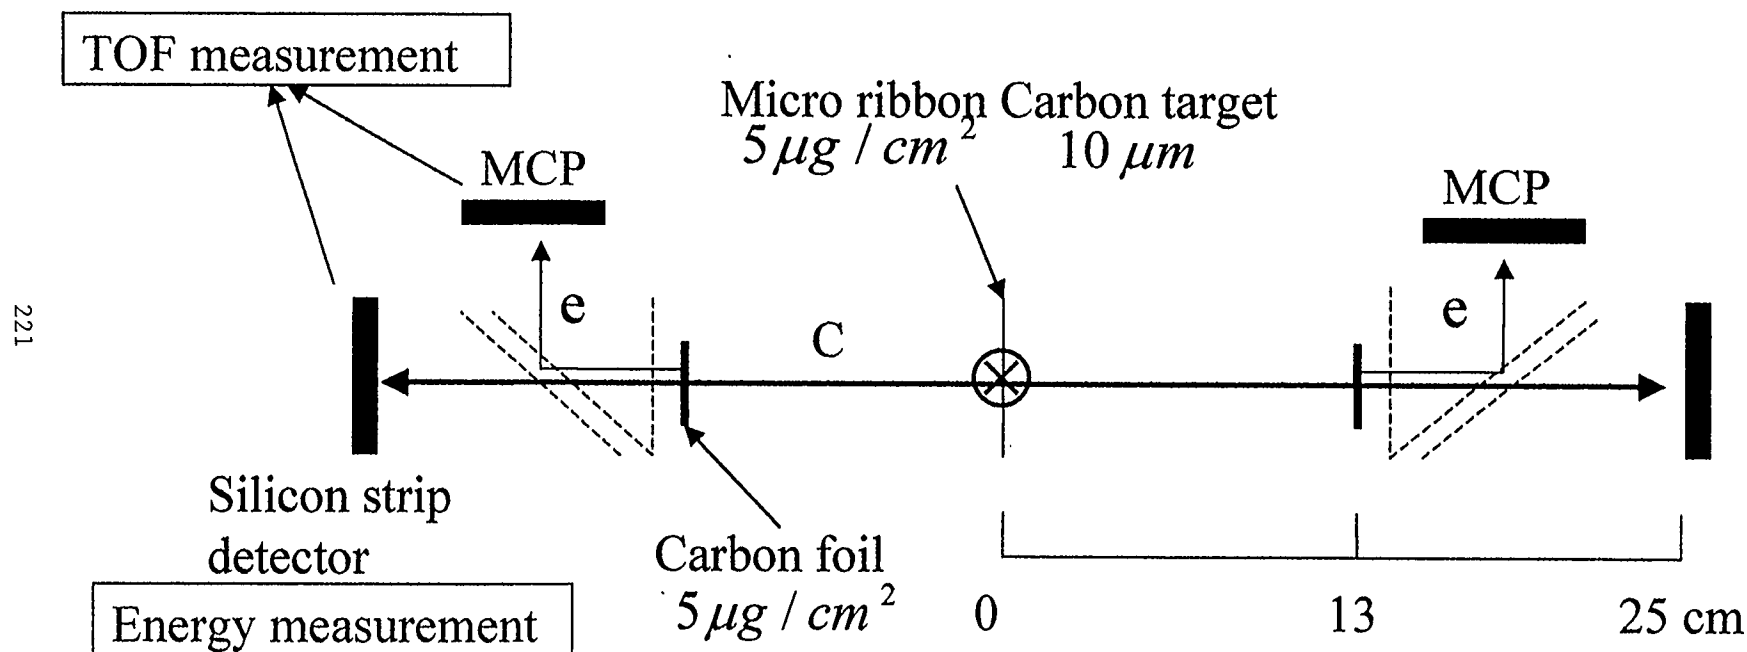 TOF measurement
Micro ribbon Carbon target
5 μg / cm² 10 μm
MCP
MCP
e
e
C
221
Silicon strip
detector
Energy measurement
Carbon foil
5 μg / cm²
0 13 25 cm